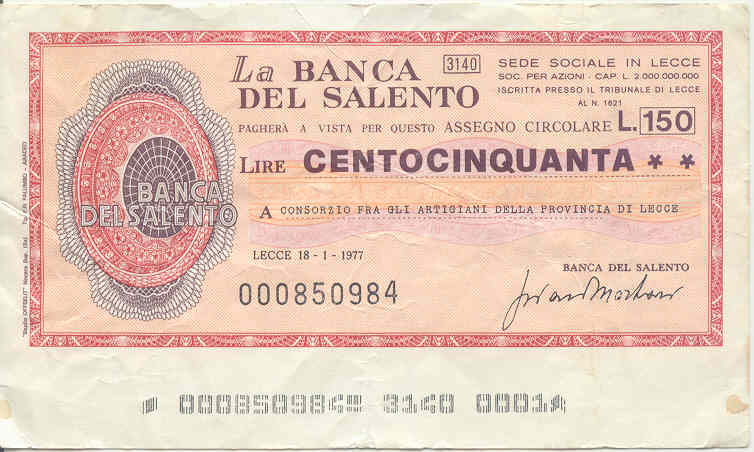 La BANCA DEL SALENTO
3140
SEDE SOCIALE IN LECCE
SOC. PER AZIONI - CAP. L. 2.000.000.000
ISCRITTA PRESSO IL TRIBUNALE DI LECCE
AL N. 1621
PAGHERÀ A VISTA PER QUESTO ASSEGNO CIRCOLARE L. 150
LIRE CENTOCINQUANTA * *
A CONSORZIO FRA GLI ARTIGIANI DELLA PROVINCIA DI LECCE
LECCE 18 - 1 - 1977
BANCA DEL SALENTO
000850984
BANCA
DEL SALENTO
000850984 3140 0001